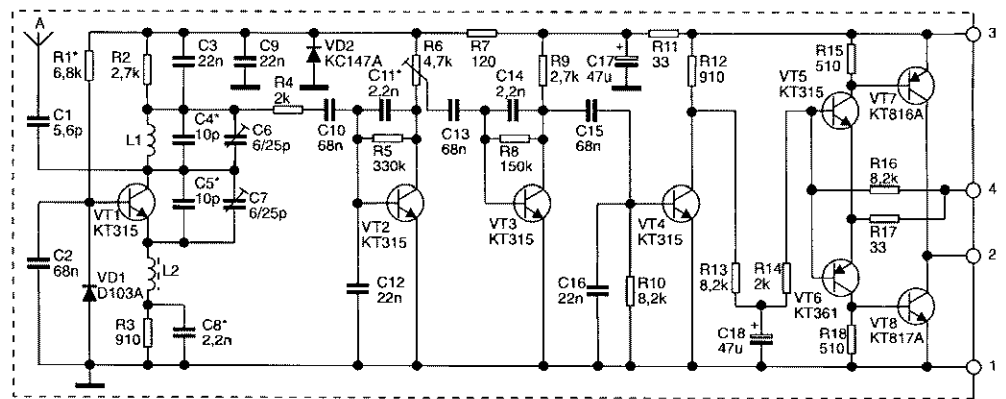 A
R1*
6,8k
R2
2,7k
C3
22n
C9
22n
VD2
KC147A
R6
4,7k
R7
120
R9
2,7k
C17
47u
+
R11
33
R12
910
R15
510
3
C1
5,6p
L1
C4*
10p
C6
6/25p
R4
2k
C10
68n
C11*
2,2n
R5
330k
C13
68n
C14
2,2n
R8
150k
C15
68n
VT5
KT315
VT7
KT816A
C5*
10p
C7
6/25p
VT1
KT315
VT2
KT315
VT3
KT315
VT4
KT315
R16
8,2k
4
R17
33
C2
68n
VD1
D103A
L2
R3
910
C8*
2,2n
C12
22n
C16
22n
R10
8,2k
R13
8,2k
R14
2k
C18
47u
+
VT6
KT361
R18
510
2
VT8
KT817A
1